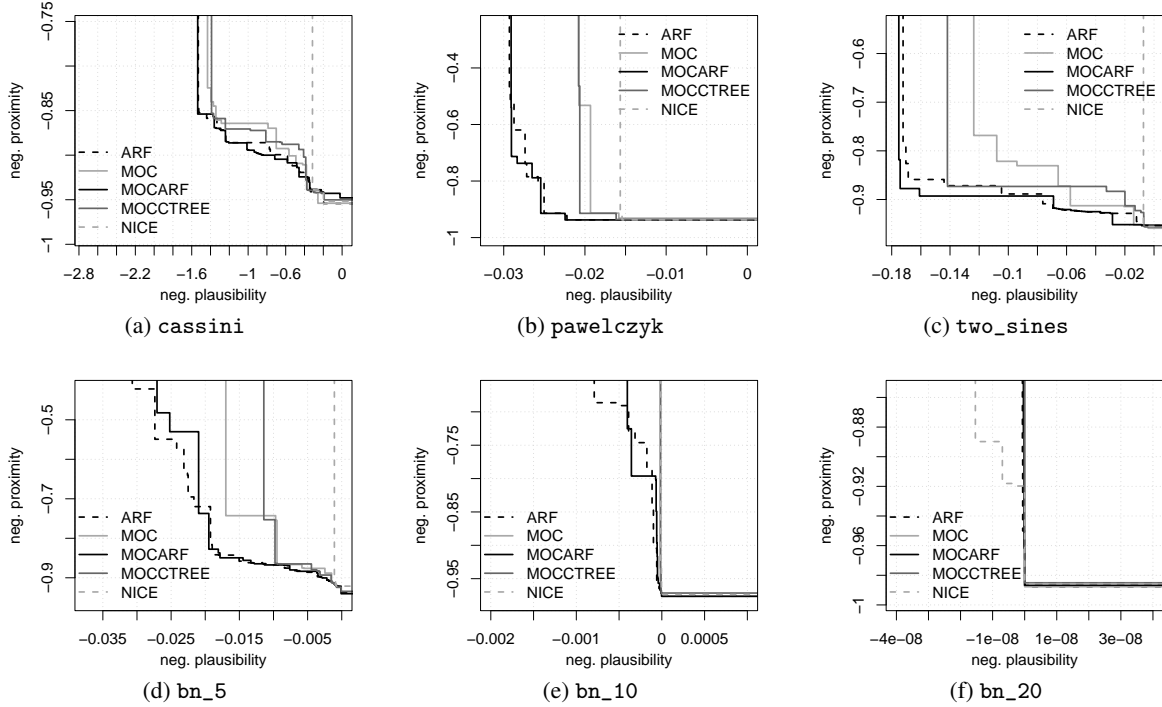 −0.75
−0.85
−0.95
−1
neg. proximity
ARF
MOC
MOCARF
MOCCTREE
NICE
−2.8 −2.2 −1.6 −1 −0.6 0
neg. plausibility
(a) cassini
−0.4
−0.6
−0.8
−1
neg. proximity
ARF
MOC
MOCARF
MOCCTREE
NICE
−0.03 −0.02 −0.01 0
neg. plausibility
(b) pawelczyk
−0.6
−0.7
−0.8
−0.9
neg. proximity
ARF
MOC
MOCARF
MOCCTREE
NICE
−0.18 −0.14 −0.1 −0.06 −0.02
neg. plausibility
(c) two_sines
−0.5
−0.7
−0.9
neg. proximity
ARF
MOC
MOCARF
MOCCTREE
NICE
−0.035 −0.025 −0.015 −0.005
neg. plausibility
(d) bn_5
−0.75
−0.85
−0.95
neg. proximity
ARF
MOC
MOCARF
MOCCTREE
NICE
−0.002 −0.001 0 0.0005
neg. plausibility
(e) bn_10
−0.88
−0.92
−0.96
−1
neg. proximity
ARF
MOC
MOCARF
MOCCTREE
NICE
−4e−08 −1e−08 1e−08 3e−08
neg. plausibility
(f) bn_20